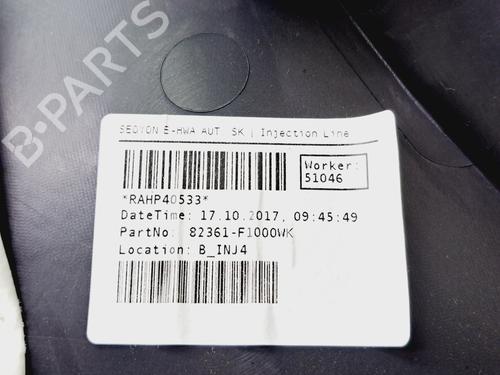 B-PARTS
SEOYON E-HWA AUT SK | Injection Line
Worker:
51046
*RAHP40533*
DateTime: 17.10.2017, 09:45:49
PartNo: 82361-F1000WK
Location: B_INJ4